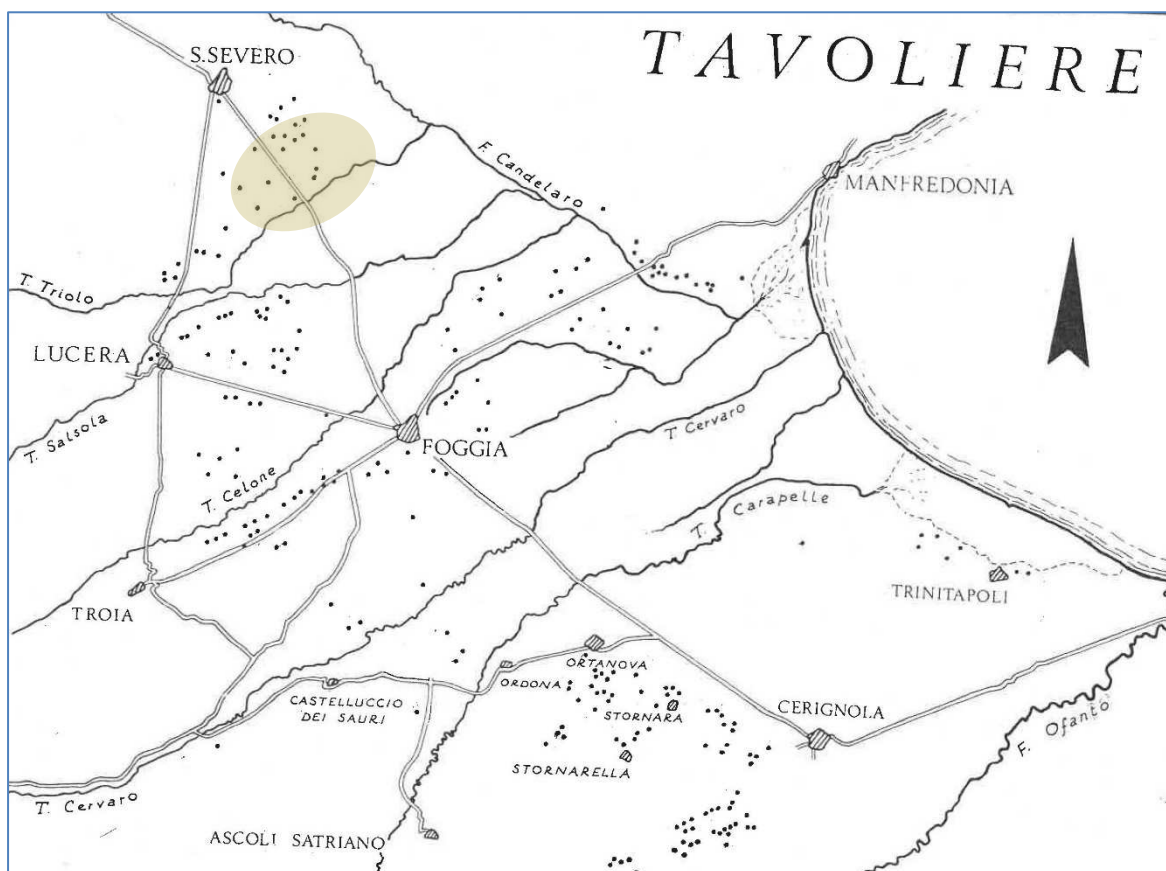 TAVOLIERE
S.SEVERO
F. Candelaro
MANFREDONIA
T. Triolo
LUCERA
T. Salsola
FOGGIA
T. Cervaro
T. Celone
T. Carapelle
TROIA
TRINITAPOLI
ORTANOVA
ORDONA
CASTELLUCCIO
DEI SAURI
STORNARA
CERIGNOLA
F. Ofanto
STORNARELLA
T. Cervaro
ASCOLI SATRIANO